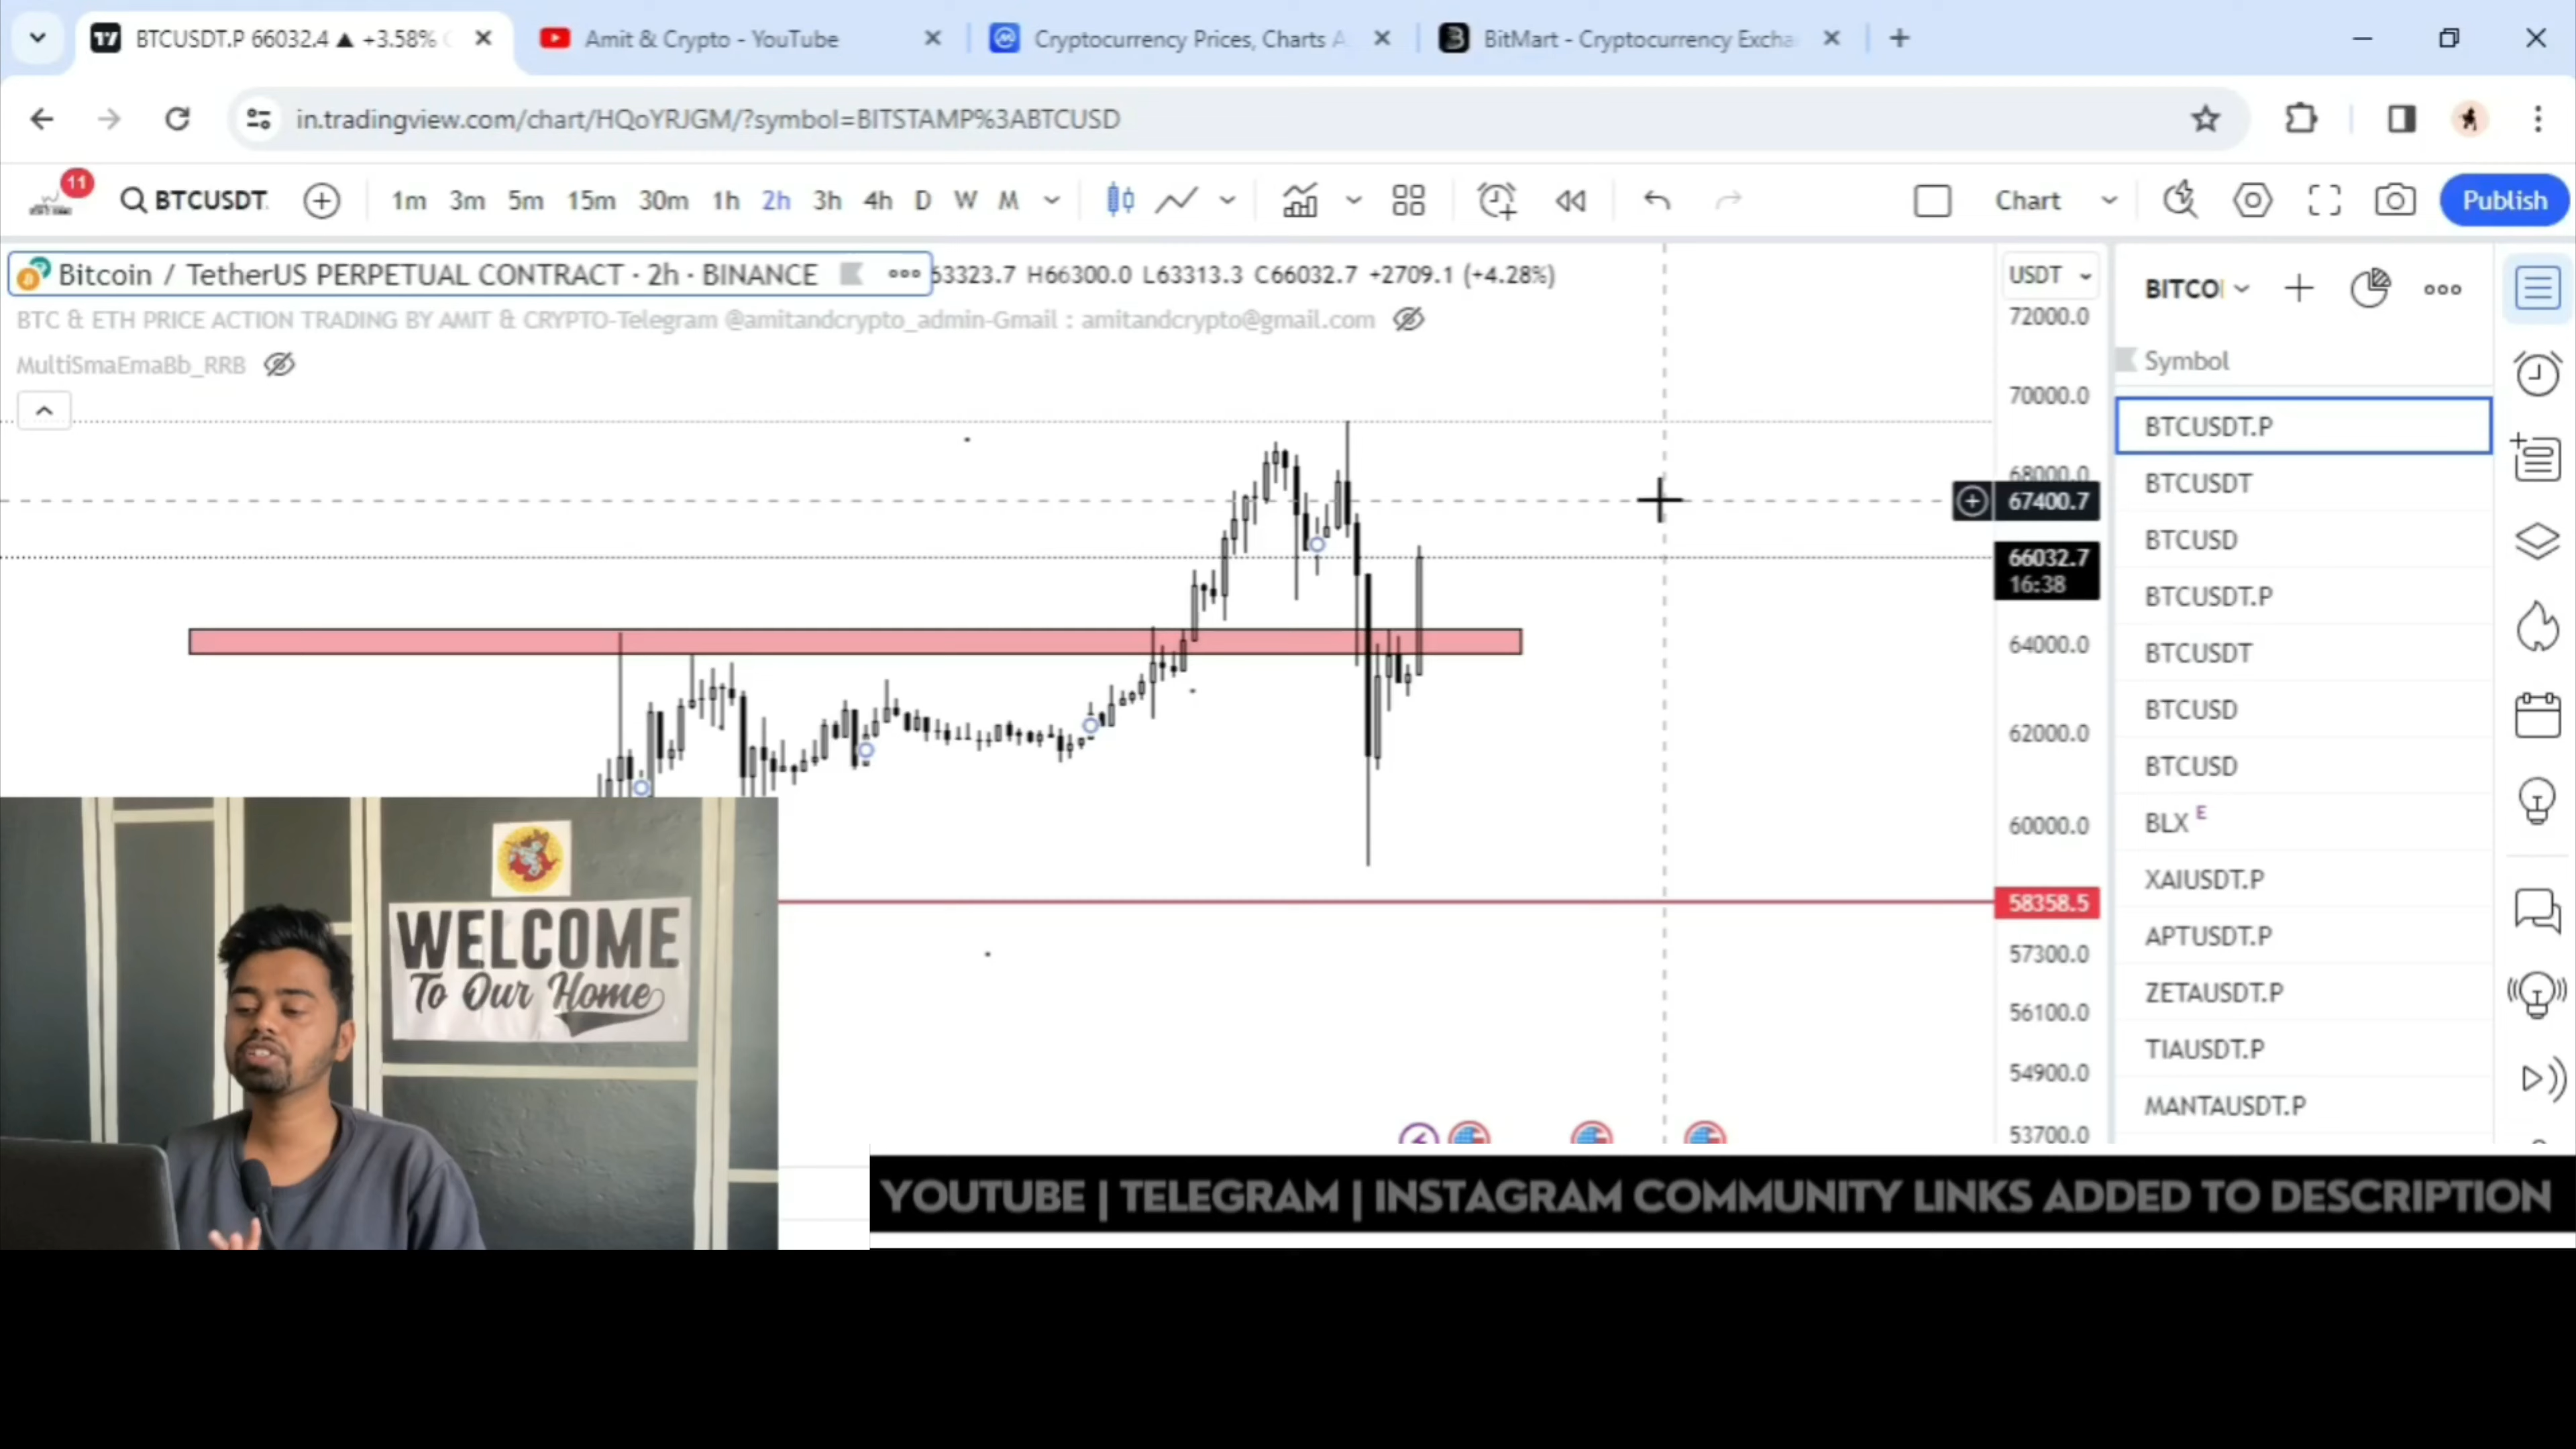 BTCUSDT.P 66032.4 ▲ +3.58%
Amit & Crypto - YouTube
Cryptocurrency Prices, Charts A
BitMart - Cryptocurrency Excha
in.tradingview.com/chart/HQoYRJGM/?symbol=BITSTAMP%3ABTCUSD
11
BTCUSDT.
1m 3m 5m 15m 30m 1h 2h 3h 4h D W M
Chart
Publish
Bitcoin / TetherUS PERPETUAL CONTRACT · 2h · BINANCE
63323.7 H66300.0 L63313.3 C66032.7 +2709.1 (+4.28%)
BTC & ETH PRICE ACTION TRADING BY AMIT & CRYPTO-Telegram @amitandcrypto_admin-Gmail : amitandcrypto@gmail.com
MultiSmaEmaBb_RRB
USDT
72000.0
70000.0
68000.0
67400.7
66032.7
16:38
64000.0
62000.0
60000.0
58358.5
57300.0
56100.0
54900.0
53700.0
BITCOI
Symbol
BTCUSDT.P
BTCUSDT
BTCUSD
BTCUSDT.P
BTCUSDT
BTCUSD
BTCUSD
BLX E
XAIUSDT.P
APTUSDT.P
ZETAUSDT.P
TIAUSDT.P
MANTAUSDT.P
WELCOME
To Our Home
YOUTUBE | TELEGRAM | INSTAGRAM COMMUNITY LINKS ADDED TO DESCRIPTION